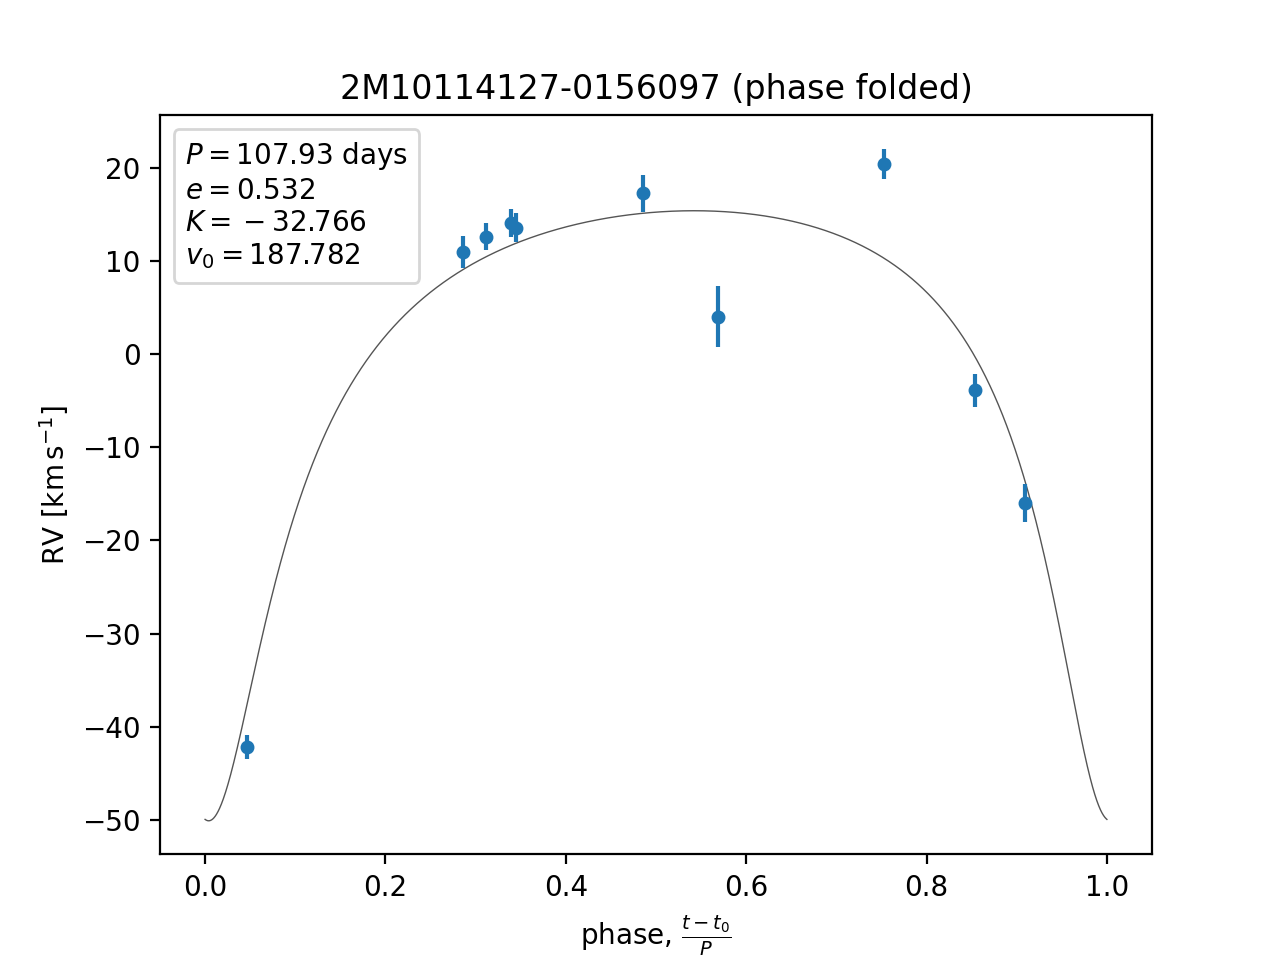 2M10114127-0156097 (phase folded)
P = 107.93 days
e = 0.532
K = −32.766
v₀ = 187.782
20
10
0
−10
−20
−30
−40
−50
RV [km s⁻¹]
0.0 0.2 0.4 0.6 0.8 1.0
phase, (t − t₀)/P